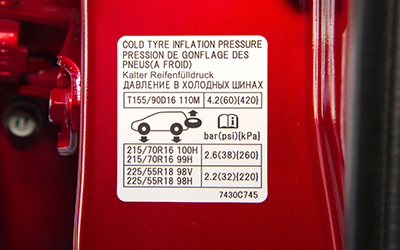 COLD TYRE INFLATION PRESSURE
PRESSION DE GONFLAGE DES
PNEUS(A FROID)
Kalter Reifenfülldruck
ДАВЛЕНИЕ В ХОЛОДНЫХ ШИНАХ
T155/90D16 110M 4.2(60){420}
bar(psi)[kPa]
215/70R16 100H
215/70R16 99H 2.6(38)[260]
225/55R18 98V
225/55R18 98H 2.2(32)[220]
7430C745